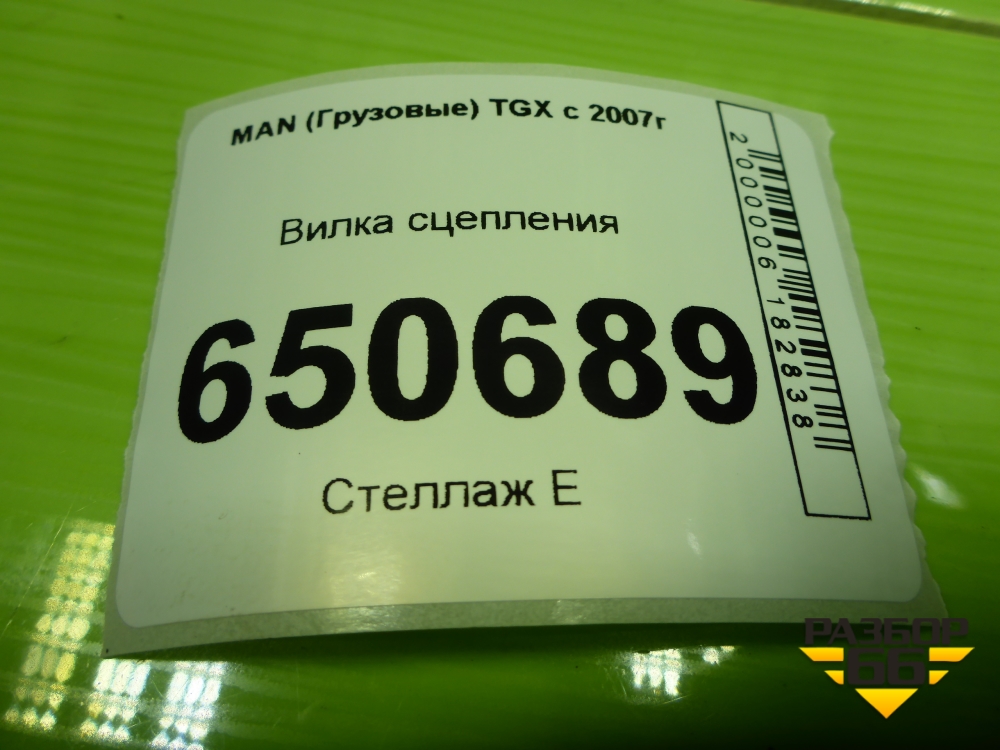 MAN (Грузовые) TGX с 2007г
Вилка сцепления
650689
Стеллаж Е
2000006182838
РАЗБОР
66